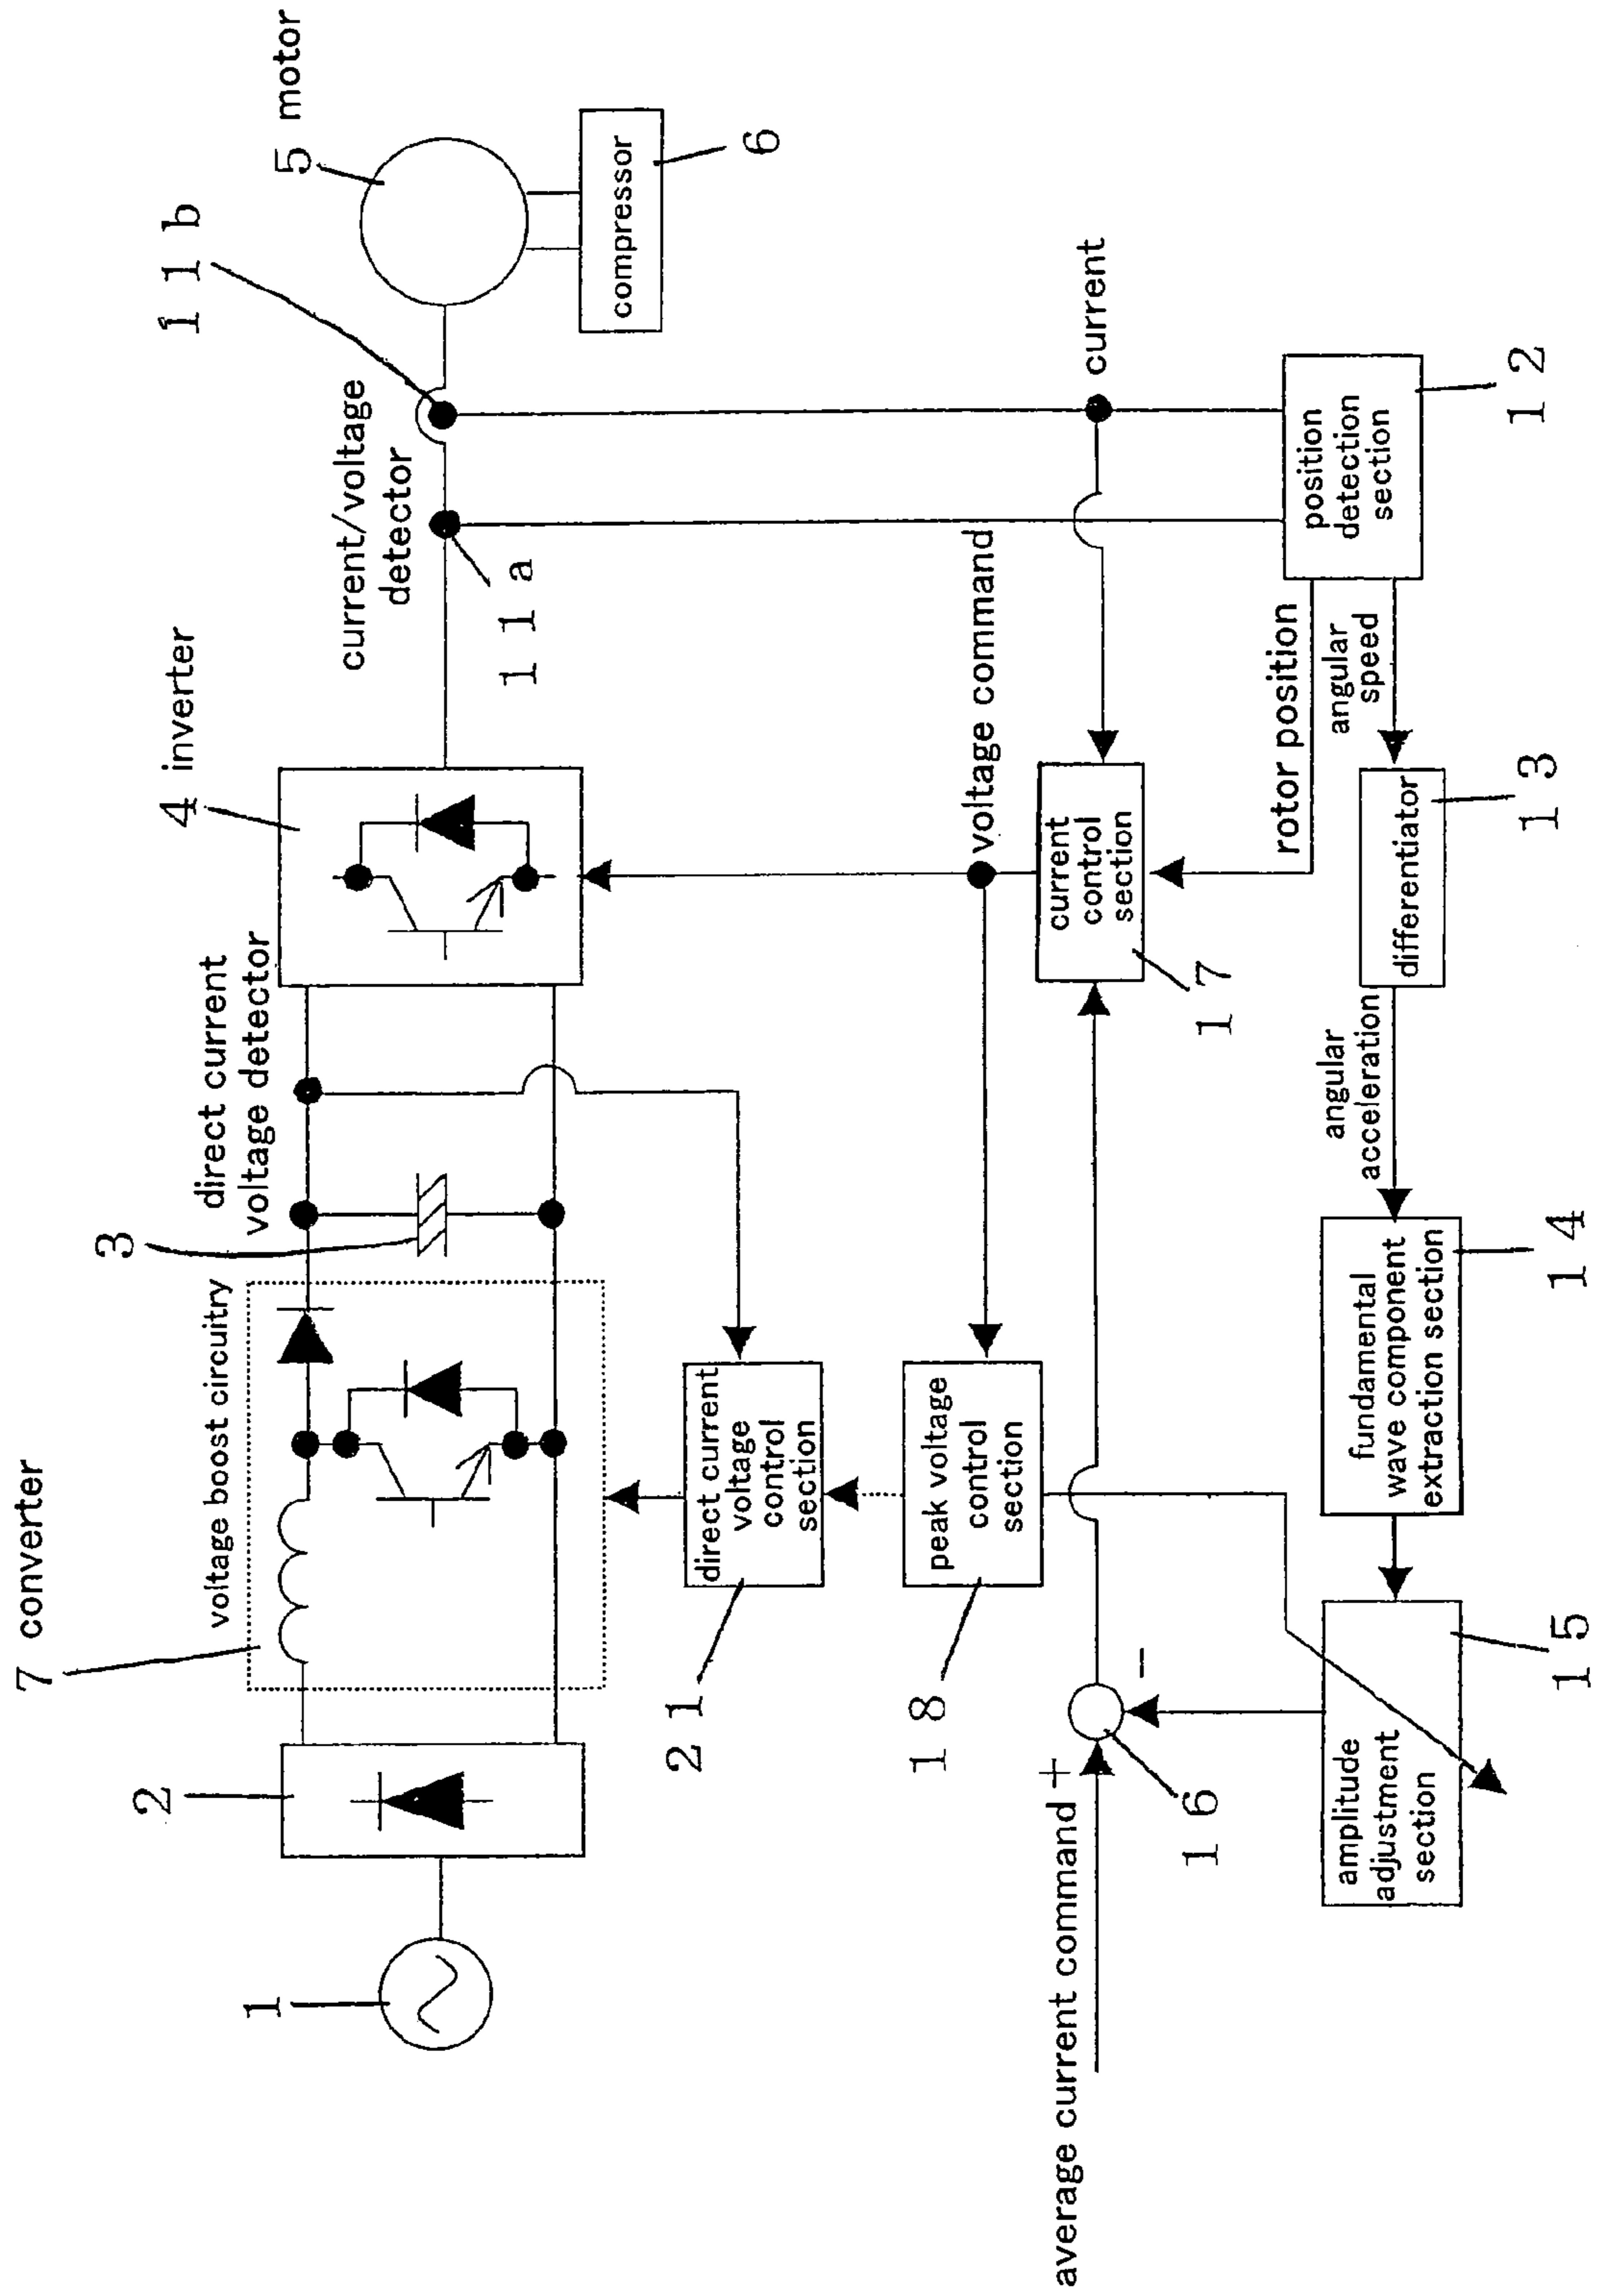 7 converter
voltage boost circuitry
direct current
voltage detector
4 inverter
current/voltage
detector
11b
5 motor
1
2
3
11a
compressor
6
21
direct current
voltage
control
section
18
peak voltage
control
section
voltage command
current
average current command
+
-
16
current
control
section
17
rotor position
angular
speed
position
detection
section
12
amplitude
adjustment
section
15
fundamental
wave component
extraction section
14
angular
acceleration
differentiator
13